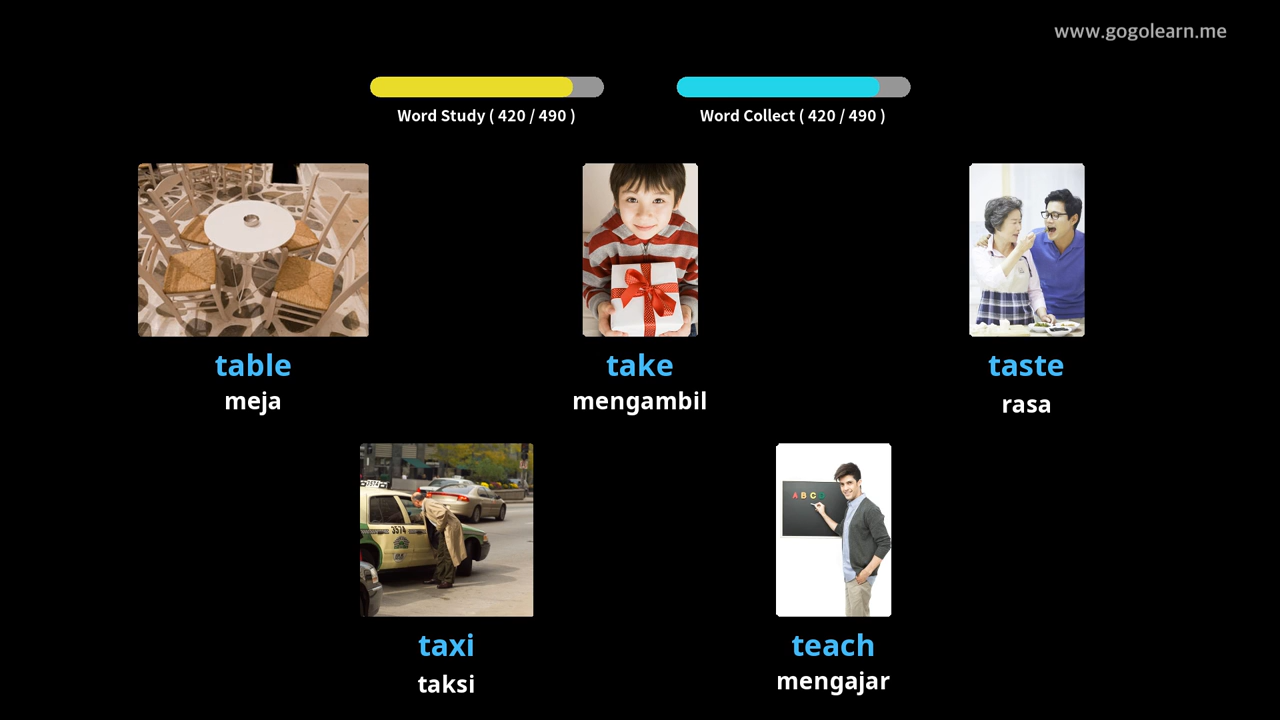 www.gogolearn.me
Word Study ( 420 / 490 )
Word Collect ( 420 / 490 )
table
meja
take
mengambil
taste
rasa
3574
taxi
taksi
A B C D
teach
mengajar